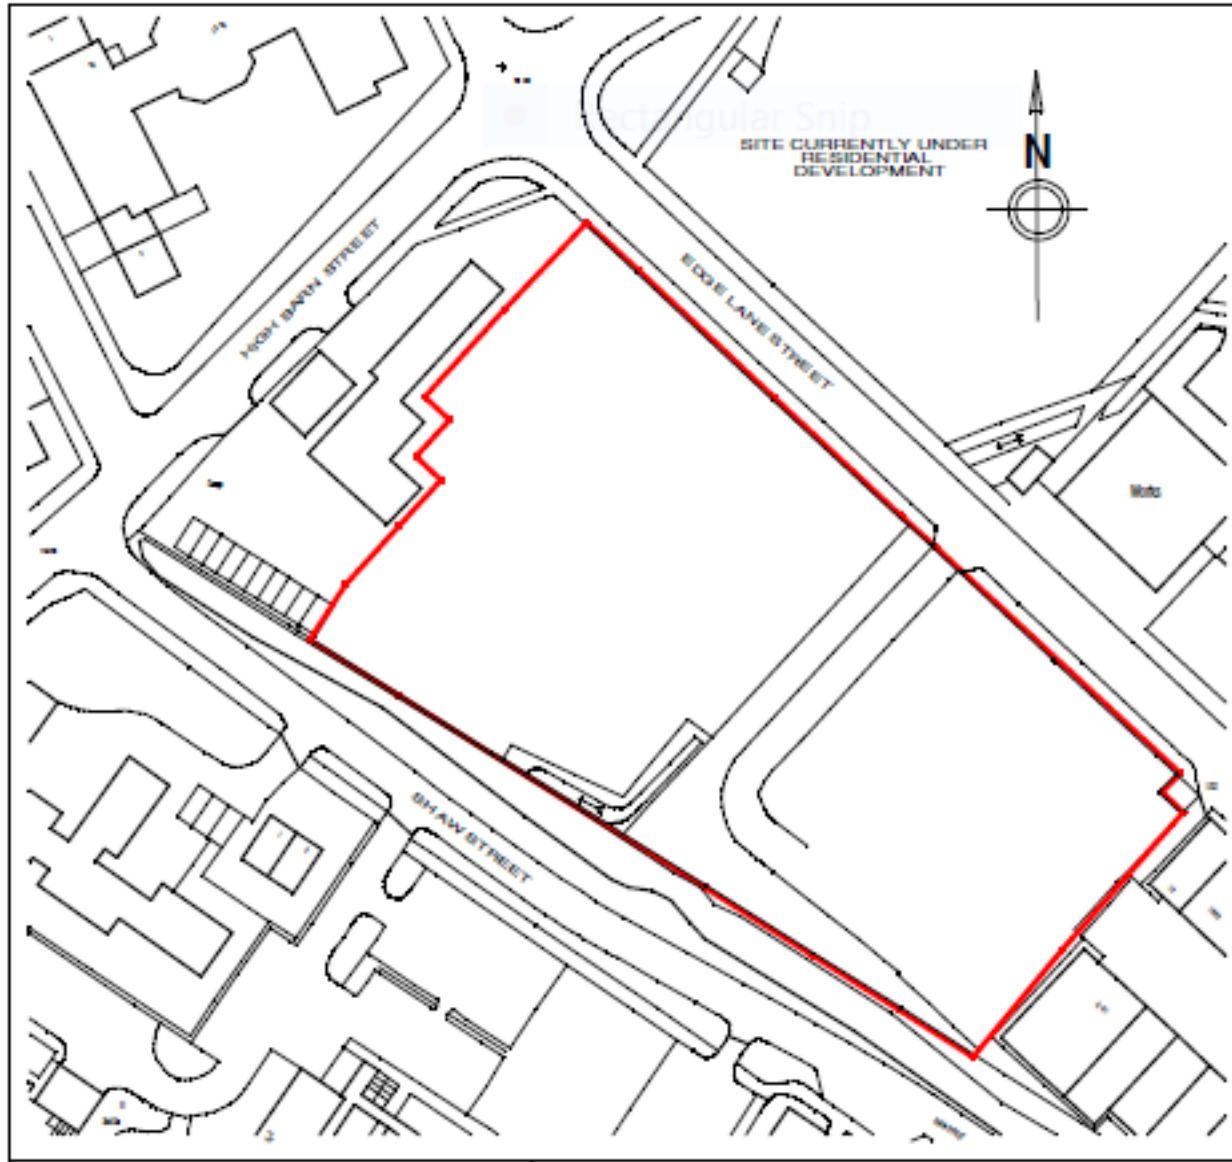 Rectangular Snip
SITE CURRENTLY UNDER
RESIDENTIAL
DEVELOPMENT
N
HIGH BARN STREET
EDGE LANE STREET
Works
SHAW STREET